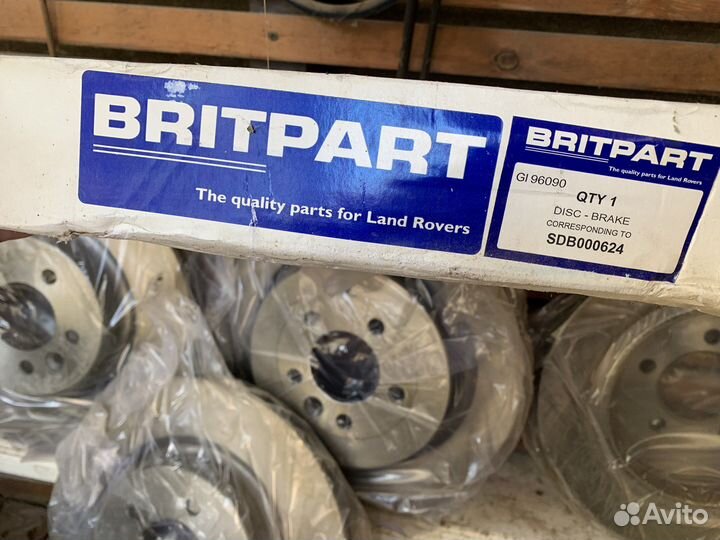 BRITPART
The quality parts for Land Rovers
BRITPART
The quality parts for Land Rovers
GI 96090
QTY 1
DISC - BRAKE
CORRESPONDING TO
SDB000624
Avito